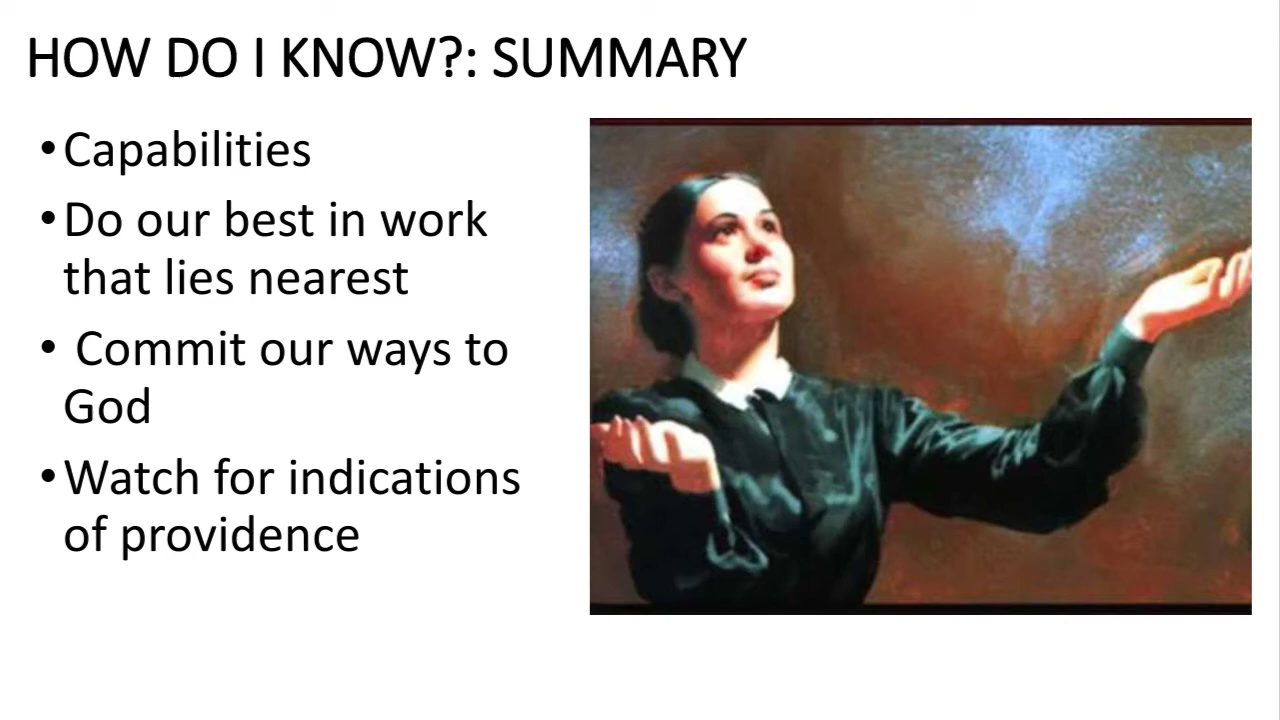 HOW DO I KNOW?: SUMMARY
•Capabilities
•Do our best in work
that lies nearest
• Commit our ways to
God
•Watch for indications
of providence